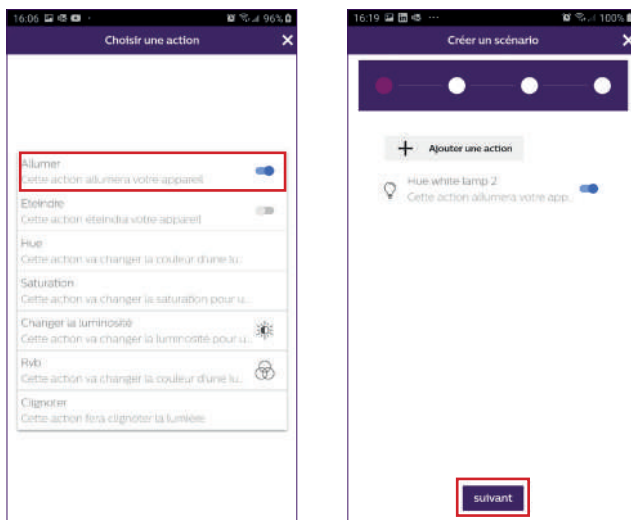 16:06 96%
Choisir une action
Allumer
Cette action allumera votre appareil
Eteindre
Cette action éteindra votre appareil
Hue
Cette action va changer la couleur d'une lu..
Saturation
Cette action va changer la saturation pour u...
Changer la luminosité
Cette action va changer la luminosité pour u..
Rvb
Cette action va changer la couleur d'une lu..
Clignoter
Cette action fera clignoter la lumière
16:19 ... 100%
Créer un scénario
Ajouter une action
Hue white lamp 2
Cette action allumera votre app..
suivant